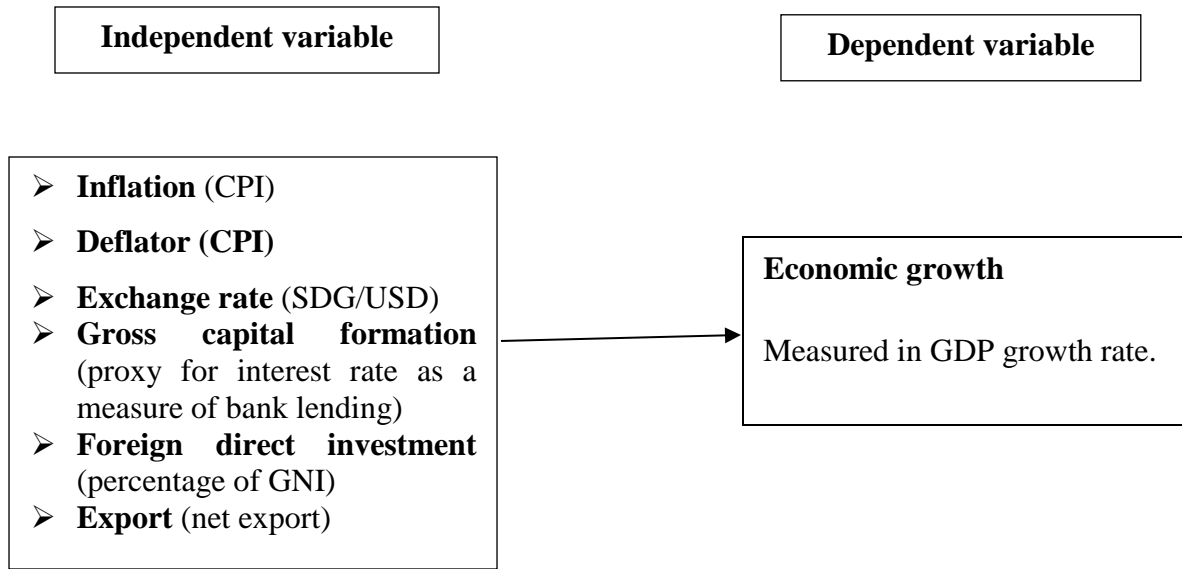 Independent variable
Dependent variable
➢ Inflation (CPI)
➢ Deflator (CPI)
➢ Exchange rate (SDG/USD)
➢ Gross capital formation
(proxy for interest rate as a
measure of bank lending)
➢ Foreign direct investment
(percentage of GNI)
➢ Export (net export)
Economic growth
Measured in GDP growth rate.